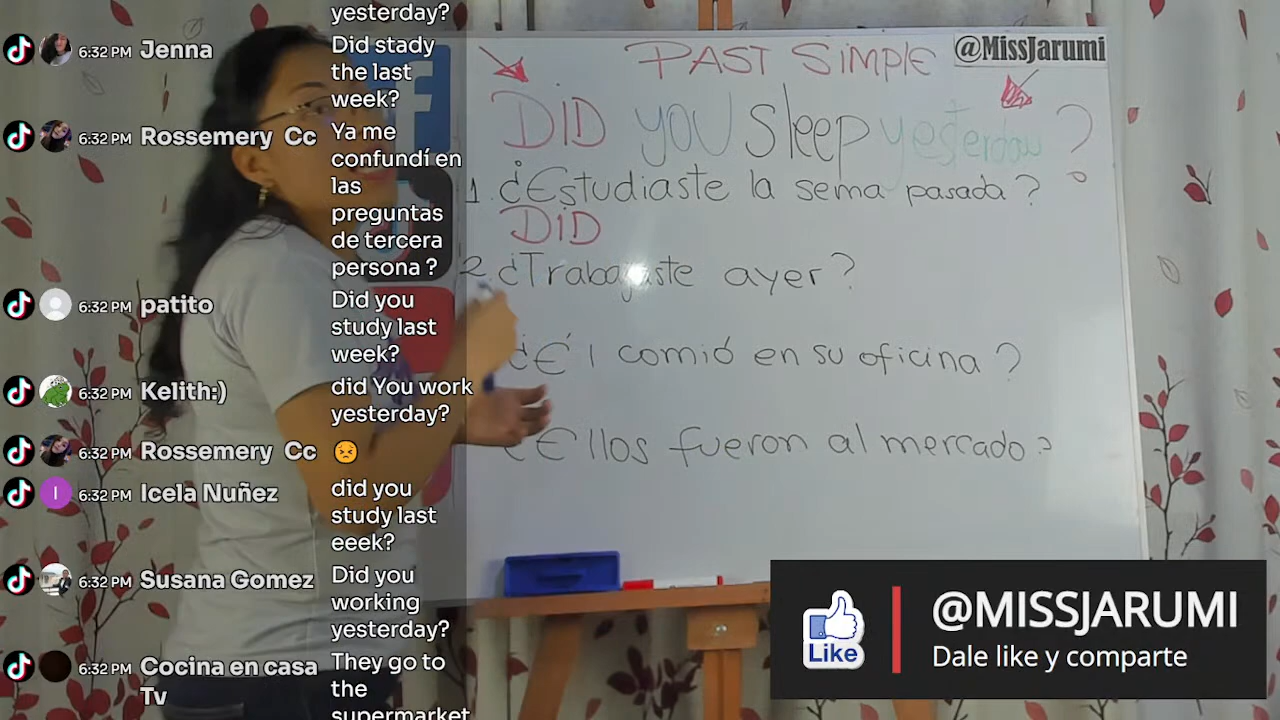 yesterday?
6:32 PM Jenna Did stady
the last
week?
6:32 PM Rossemery Cc Ya me
confundí en
las
preguntas
de tercera
persona ?
6:32 PM patito Did you
study last
week?
6:32 PM Kelith:) did You work
yesterday?
6:32 PM Rossemery Cc 😣
6:32 PM Icela Nuñez did you
study last
eeek?
6:32 PM Susana Gomez Did you
working
yesterday?
6:32 PM Cocina en casa
Tv
They go to
the
supermarket
PAST SIMPLE
@MissJarumi
DID you sleep yesterday ?
1. ¿Estudiaste la sema pasada ?
DID
2. ¿Trabajaste ayer ?
¿Él comió en su oficina ?
¿Ellos fueron al mercado ?
Like
@MISSJARUMI
Dale like y comparte